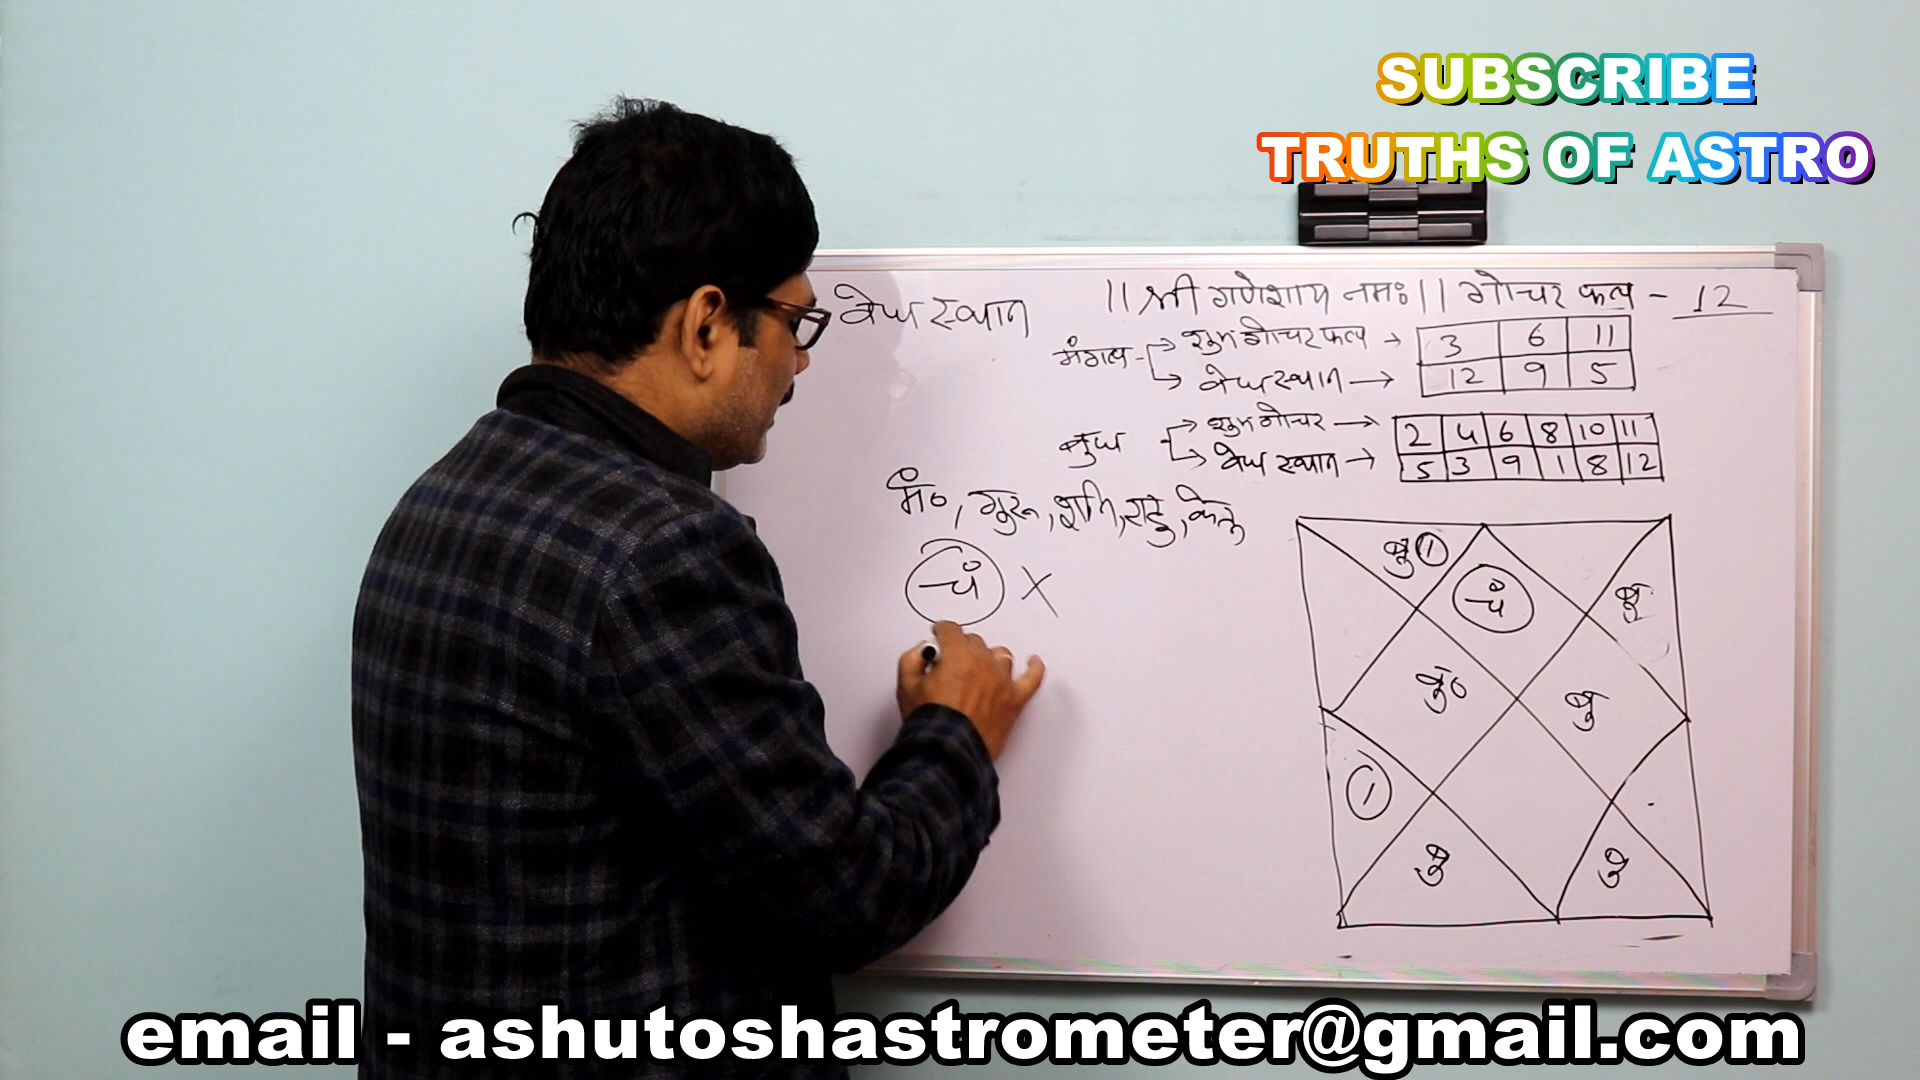 SUBSCRIBE
TRUTHS OF ASTRO
वेध स्थान
॥ श्री गणेशाय नमः ॥ गोचर फल - 12
मंगल → शुभ गोचर फल → 3 6 11
→ वेध स्थान → 12 9 5
बुध → शुभ गोचर → 2 4 6 8 10 11
→ वेध स्थान → 5 3 9 1 8 12
मं०, गुरु, शनि, राहु, केतु
चं X
बु 11
चं
बु
बु०
बु
1
बु
बु
email - ashutoshastrometer@gmail.com